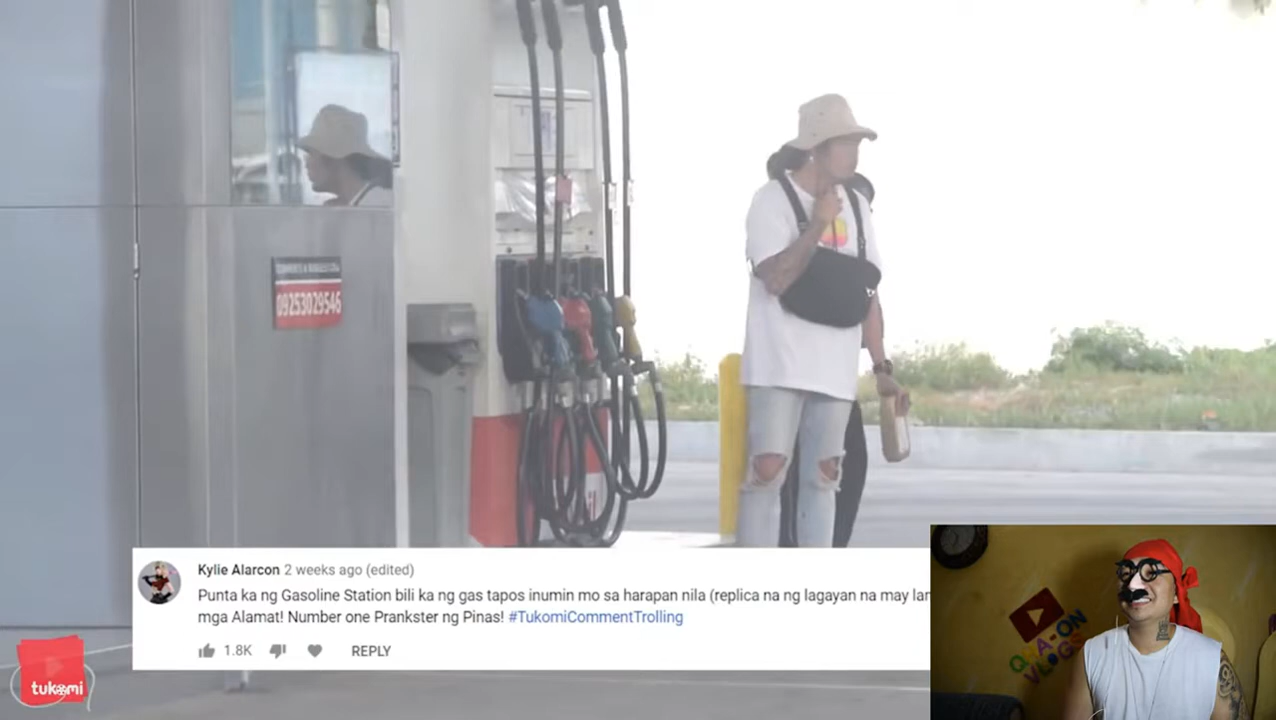 09253029546
Kylie Alarcon 2 weeks ago (edited)
Punta ka ng Gasoline Station bili ka ng gas tapos inumin mo sa harapan nila (replica na ng lagayan na may
mga Alamat! Number one Prankster ng Pinas! #TukomiCommentTrolling
1.8K REPLY
tukomi
VLOGS